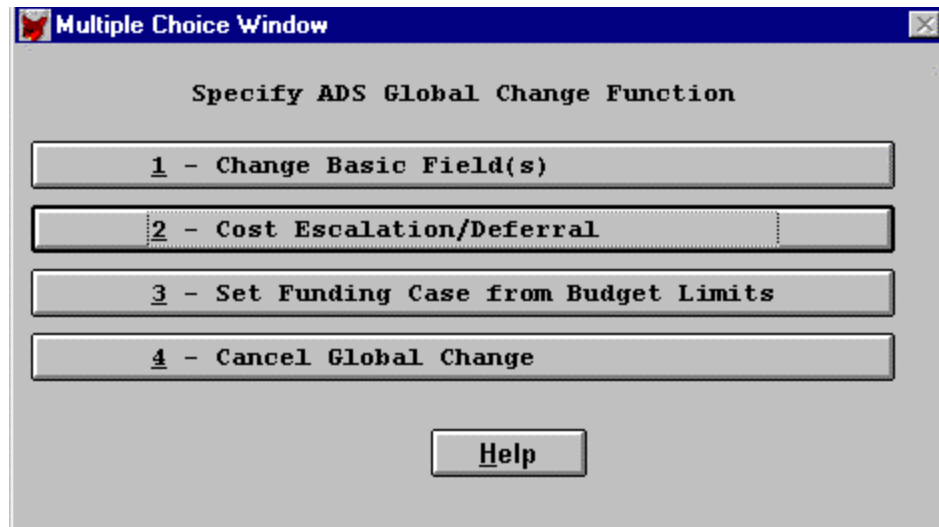 Multiple Choice Window
Specify ADS Global Change Function
1 - Change Basic Field(s)
2 - Cost Escalation/Deferral
3 - Set Funding Case from Budget Limits
4 - Cancel Global Change
Help